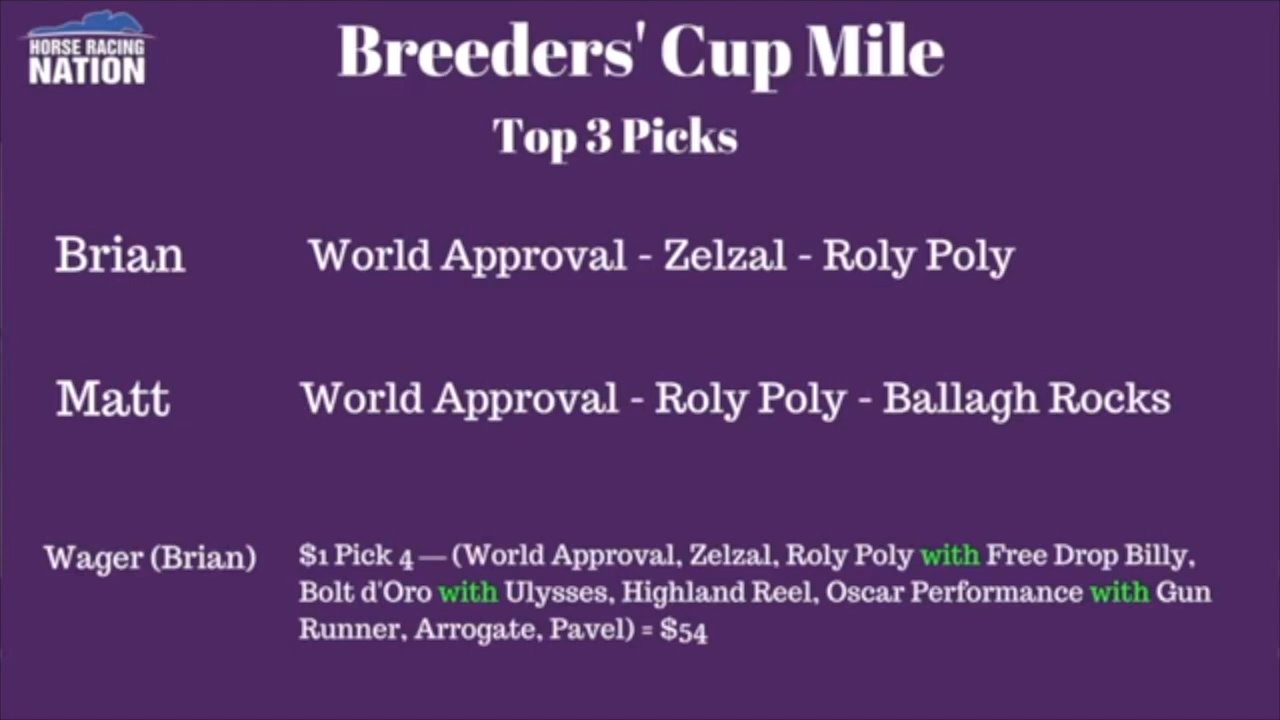 HORSE RACING
NATION
Breeders' Cup Mile
Top 3 Picks
Brian
World Approval - Zelzal - Roly Poly
Matt
World Approval - Roly Poly - Ballagh Rocks
Wager (Brian)
$1 Pick 4 — (World Approval, Zelzal, Roly Poly with Free Drop Billy,
Bolt d'Oro with Ulysses, Highland Reel, Oscar Performance with Gun
Runner, Arrogate, Pavel) = $54